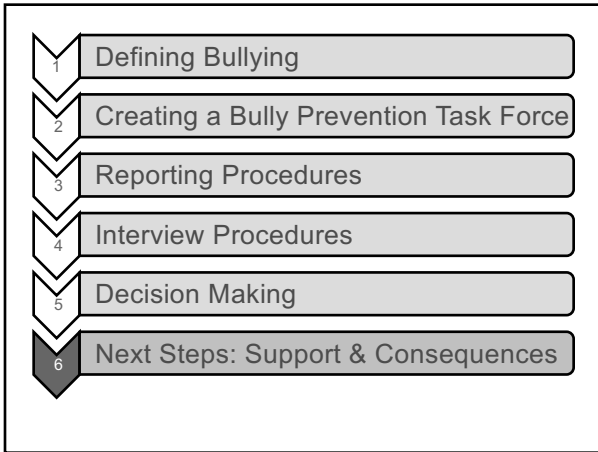 1 Defining Bullying
2 Creating a Bully Prevention Task Force
3 Reporting Procedures
4 Interview Procedures
5 Decision Making
6 Next Steps: Support & Consequences